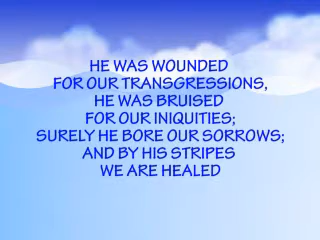 HE WAS WOUNDED
FOR OUR TRANSGRESSIONS,
HE WAS BRUISED
FOR OUR INIQUITIES;
SURELY HE BORE OUR SORROWS;
AND BY HIS STRIPES
WE ARE HEALED